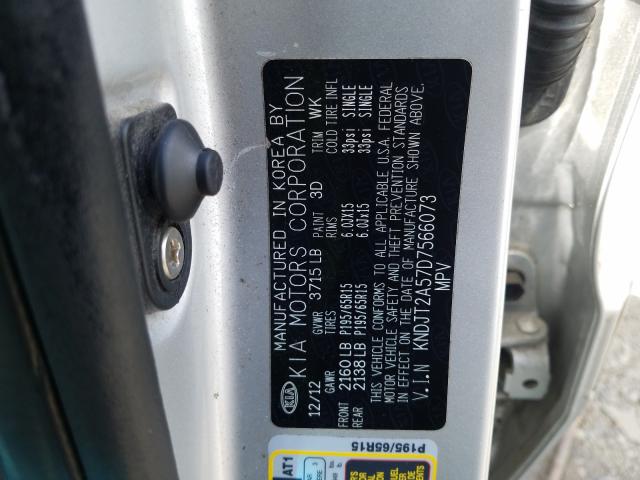 KIA MANUFACTURED IN KOREA BY
KIA MOTORS CORPORATION
12/12 GVWR 3715 LB PAINT 3D TRIM WK
GAWR TIRES RIMS COLD TIRE INFL
FRONT 2160 LB P195/65R15 6.0JX15 33psi SINGLE
REAR 2138 LB P195/65R15 6.0JX15 33psi SINGLE
THIS VEHICLE CONFORMS TO ALL APPLICABLE U.S.A. FEDERAL
MOTOR VEHICLE SAFETY AND THEFT PREVENTION STANDARDS
IN EFFECT ON THE DATE OF MANUFACTURE SHOWN ABOVE.
V.I.N KNDJT2A57D7566073
MPV
P195/65R15
AT1